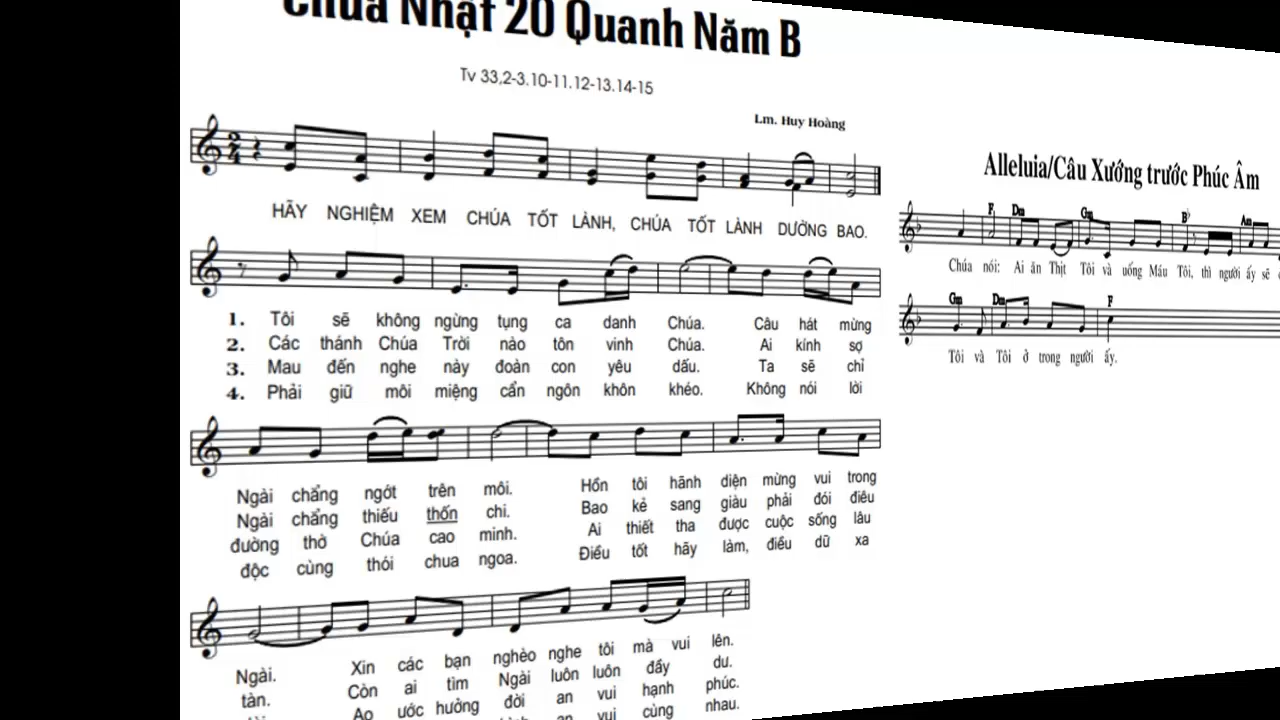 Chúa Nhật 20 Quanh Năm B
Tv 33,2-3.10-11.12-13.14-15
Lm. Huy Hoàng
HÃY NGHIỆM XEM CHÚA TỐT LÀNH, CHÚA TỐT LÀNH DƯỜNG BAO.
1. Tôi sẽ không ngừng tụng ca danh Chúa. Câu hát mừng
2. Các thánh Chúa Trời nào tôn vinh Chúa. Ai kính sợ
3. Mau đến nghe này đoàn con yêu dấu. Ta sẽ chỉ
4. Phải giữ môi miệng cẩn ngôn khôn khéo. Không nói lời
Ngài chẳng ngớt trên môi. Hồn tôi hãnh diện mừng vui trong
Ngài chẳng thiếu thốn chi. Bao kẻ sang giàu phải đói điêu
đường thờ Chúa cao minh. Ai thiết tha được cuộc sống lâu
độc cùng thói chua ngoa. Điều tốt hãy làm, điều dữ xa
Ngài. Xin các bạn nghèo nghe tôi mà vui lên.
tàn. Còn ai tìm Ngài luôn luôn đầy dư.
Ao ước hưởng đời an vui hạnh phúc.
an vui cùng nhau.
Alleluia/Câu Xướng trước Phúc Âm
F Dm Gm B♭ Am
Chúa nói: Ai ăn Thịt Tôi và uống Máu Tôi, thì người ấy sẽ
Gm Dm F
Tôi và Tôi ở trong người ấy.